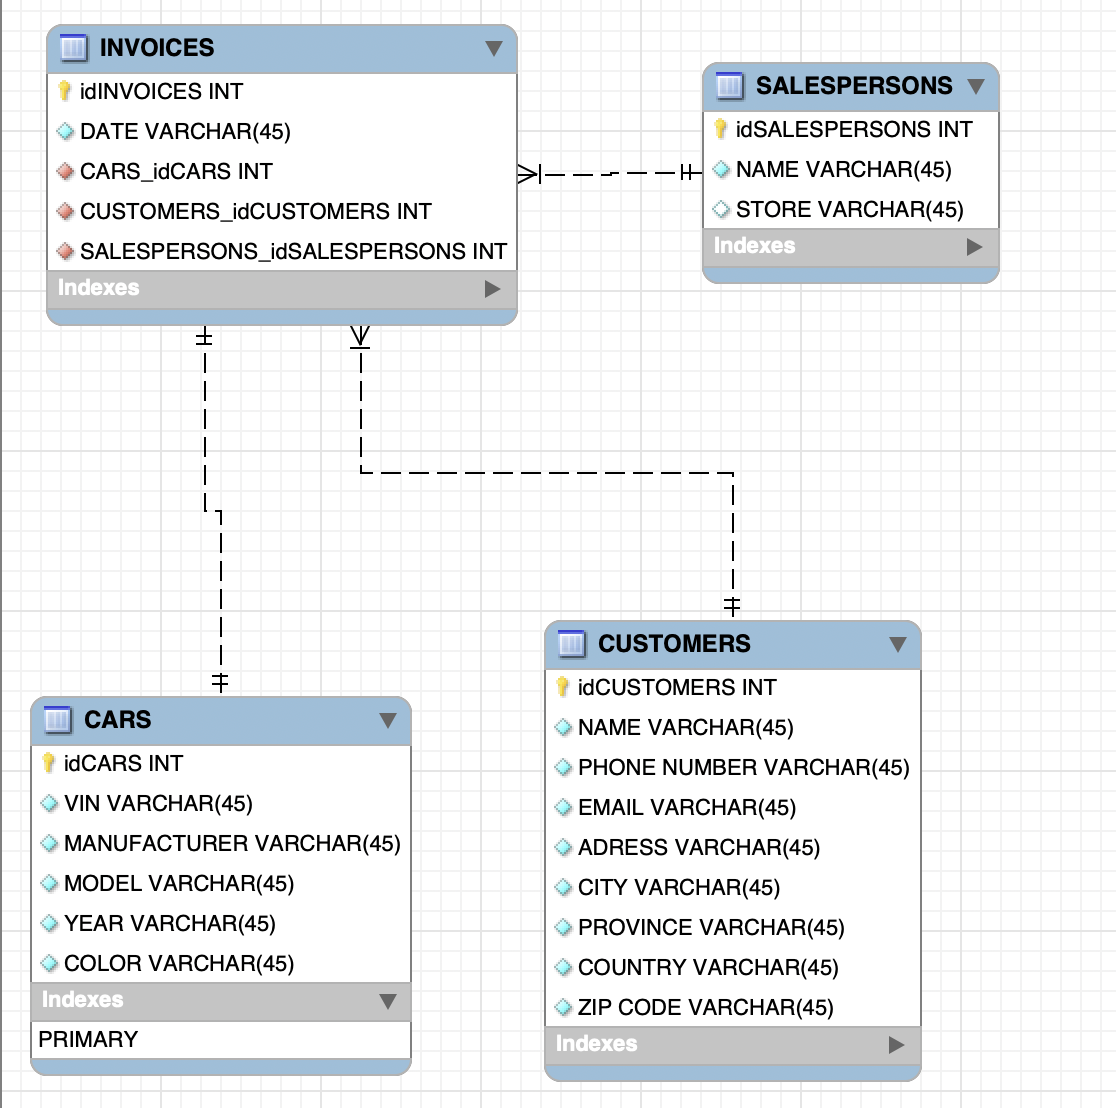 INVOICES
idINVOICES INT
DATE VARCHAR(45)
CARS_idCARS INT
CUSTOMERS_idCUSTOMERS INT
SALESPERSONS_idSALESPERSONS INT
Indexes
SALESPERSONS
idSALESPERSONS INT
NAME VARCHAR(45)
STORE VARCHAR(45)
Indexes
CARS
idCARS INT
VIN VARCHAR(45)
MANUFACTURER VARCHAR(45)
MODEL VARCHAR(45)
YEAR VARCHAR(45)
COLOR VARCHAR(45)
Indexes
PRIMARY
CUSTOMERS
idCUSTOMERS INT
NAME VARCHAR(45)
PHONE NUMBER VARCHAR(45)
EMAIL VARCHAR(45)
ADRESS VARCHAR(45)
CITY VARCHAR(45)
PROVINCE VARCHAR(45)
COUNTRY VARCHAR(45)
ZIP CODE VARCHAR(45)
Indexes